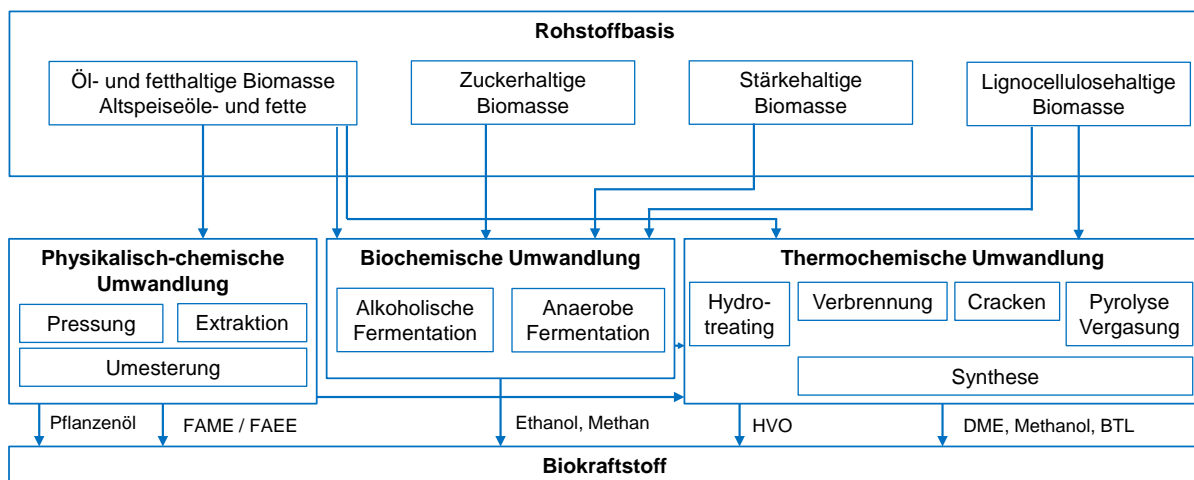 Rohstoffbasis
Öl- und fetthaltige Biomasse
Altspeiseöle- und fette
Zuckerhaltige
Biomasse
Stärkehaltige
Biomasse
Lignocellulosehaltige
Biomasse
Physikalisch-chemische
Umwandlung
Pressung
Extraktion
Umesterung
Biochemische Umwandlung
Alkoholische
Fermentation
Anaerobe
Fermentation
Thermochemische Umwandlung
Hydro-
treating
Verbrennung
Cracken
Pyrolyse
Vergasung
Synthese
Pflanzenöl
FAME / FAEE
Ethanol, Methan
HVO
DME, Methanol, BTL
Biokraftstoff